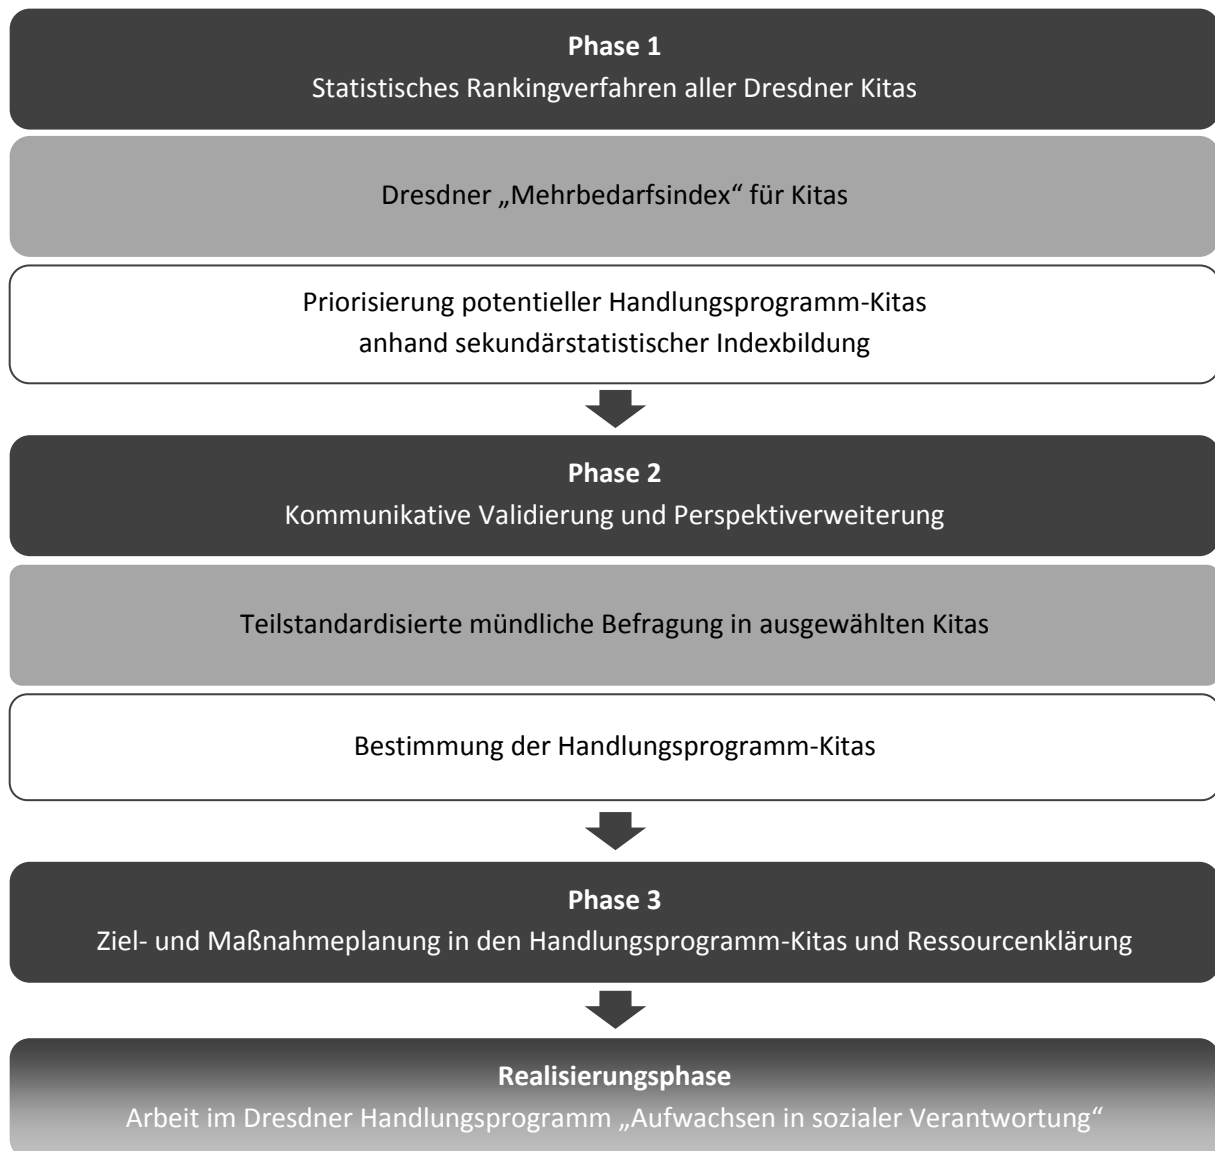 Phase 1
Statistisches Rankingverfahren aller Dresdner Kitas
Dresdner „Mehrbedarfsindex“ für Kitas
Priorisierung potentieller Handlungsprogramm-Kitas
anhand sekundärstatistischer Indexbildung
Phase 2
Kommunikative Validierung und Perspektiverweiterung
Teilstandardisierte mündliche Befragung in ausgewählten Kitas
Bestimmung der Handlungsprogramm-Kitas
Phase 3
Ziel- und Maßnahmeplanung in den Handlungsprogramm-Kitas und Ressourcenklärung
Realisierungsphase
Arbeit im Dresdner Handlungsprogramm „Aufwachsen in sozialer Verantwortung“